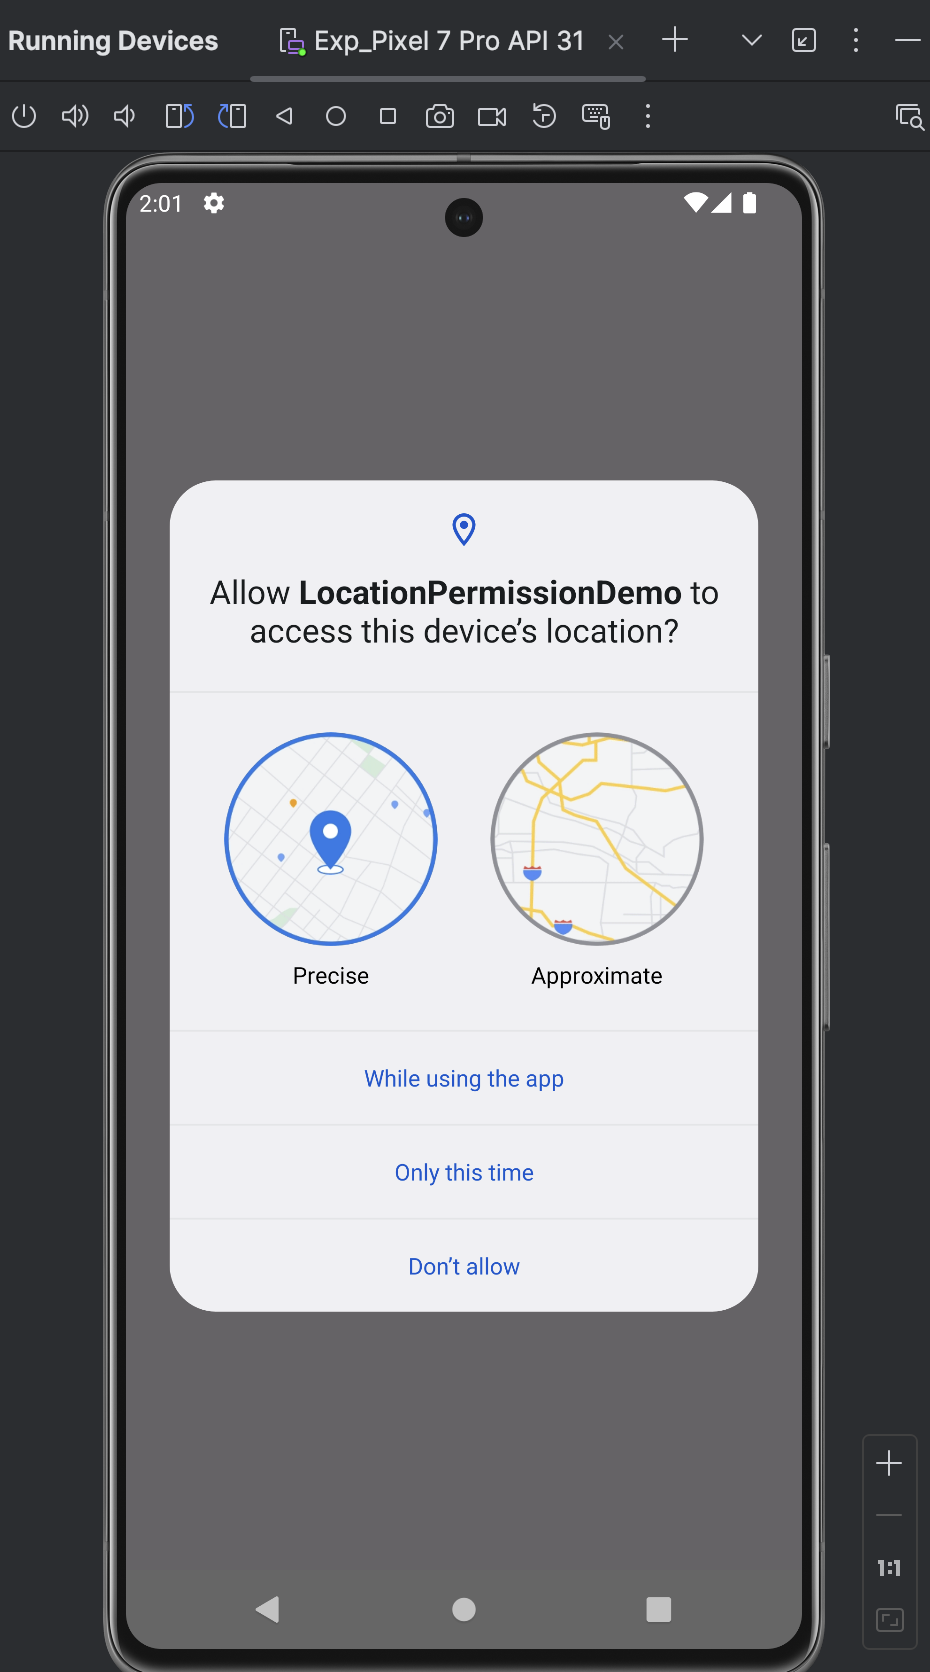 Running Devices
Exp_Pixel 7 Pro API 31
2:01
Allow LocationPermissionDemo to
access this device’s location?
Precise
Approximate
While using the app
Only this time
Don’t allow
1:1